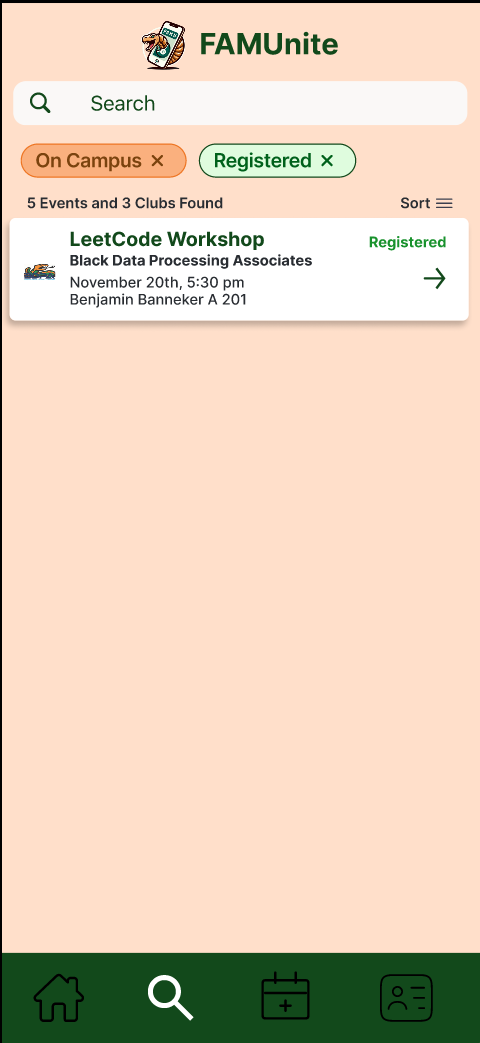 FAMUnite
Search
On Campus ×
Registered ×
5 Events and 3 Clubs Found
Sort
LeetCode Workshop
Registered
Black Data Processing Associates
November 20th, 5:30 pm
Benjamin Banneker A 201